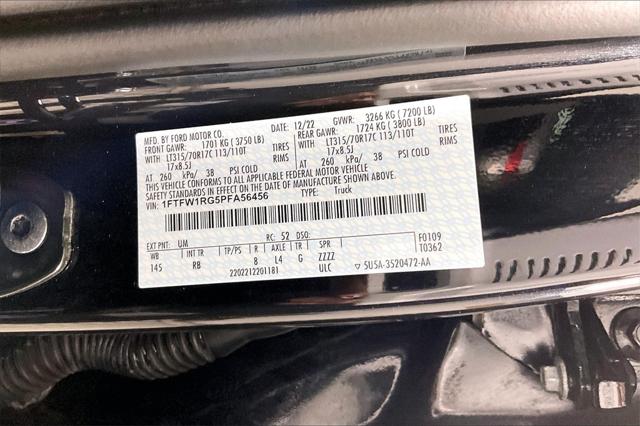 MFD. BY FORD MOTOR CO.
DATE: 12/22 GVWR: 3266 KG ( 7200 LB)
FRONT GAWR: 1701 KG ( 3750 LB) REAR GAWR: 1724 KG ( 3800 LB)
WITH LT315/70R17C 113/110T TIRES WITH LT315/70R17C 113/110T TIRES
17x8.5J RIMS 17x8.5J RIMS
AT 260 kPa/ 38 PSI COLD AT 260 kPa/ 38 PSI COLD
THIS VEHICLE CONFORMS TO ALL APPLICABLE FEDERAL MOTOR VEHICLE
SAFETY STANDARDS IN EFFECT ON THE DATE OF MANUFACTURE SHOWN ABOVE.
VIN: 1FTFW1RG5PFA56456 TYPE: Truck
EXT PNT: UM RC: 52 DSO: F0109
WB INT TR TP/PS R AXLE TR SPR T0362
145 RB 8 L4 G ZZZZ
2202212201181 ULC
5U5A-3520472-AA